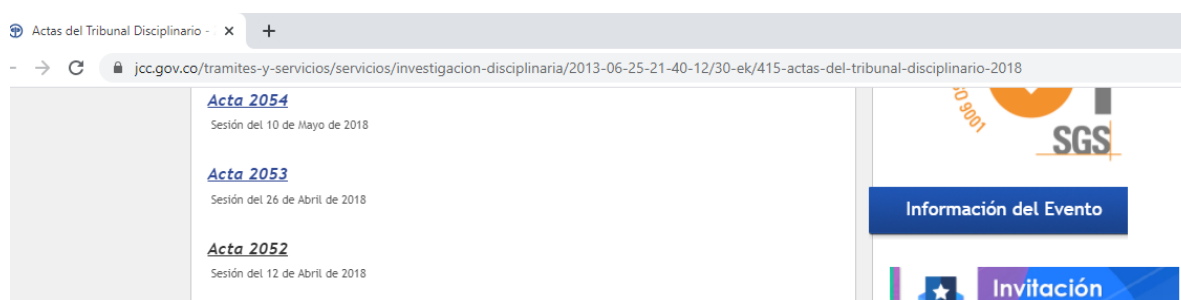 Actas del Tribunal Disciplinario -
jcc.gov.co/tramites-y-servicios/servicios/investigacion-disciplinaria/2013-06-25-21-40-12/30-ek/415-actas-del-tribunal-disciplinario-2018
Acta 2054
Sesión del 10 de Mayo de 2018
Acta 2053
Sesión del 26 de Abril de 2018
Acta 2052
Sesión del 12 de Abril de 2018
9001
SGS
Información del Evento
Invitación